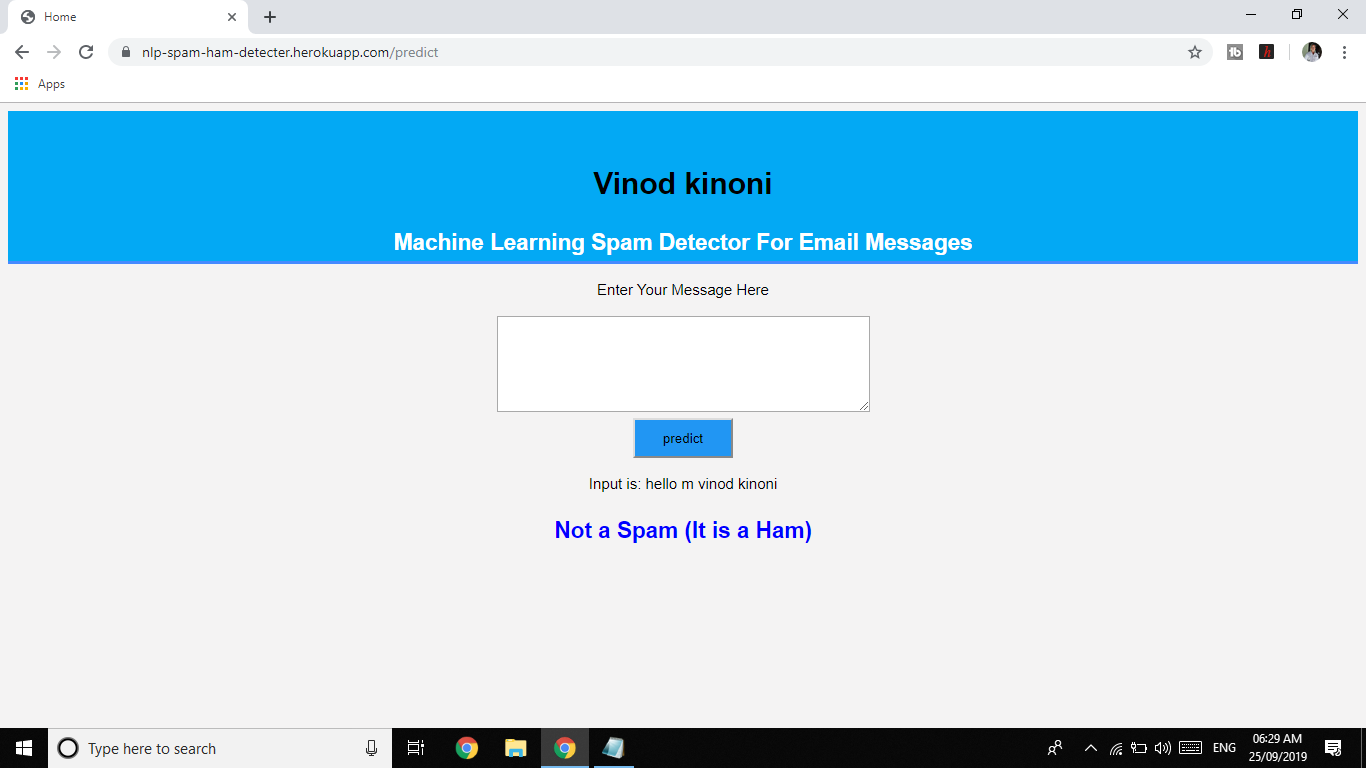 Home
nlp-spam-ham-detecter.herokuapp.com/predict
Apps
Vinod kinoni
Machine Learning Spam Detector For Email Messages
Enter Your Message Here
predict
Input is: hello m vinod kinoni
Not a Spam (It is a Ham)
Type here to search
ENG
06:29 AM
25/09/2019